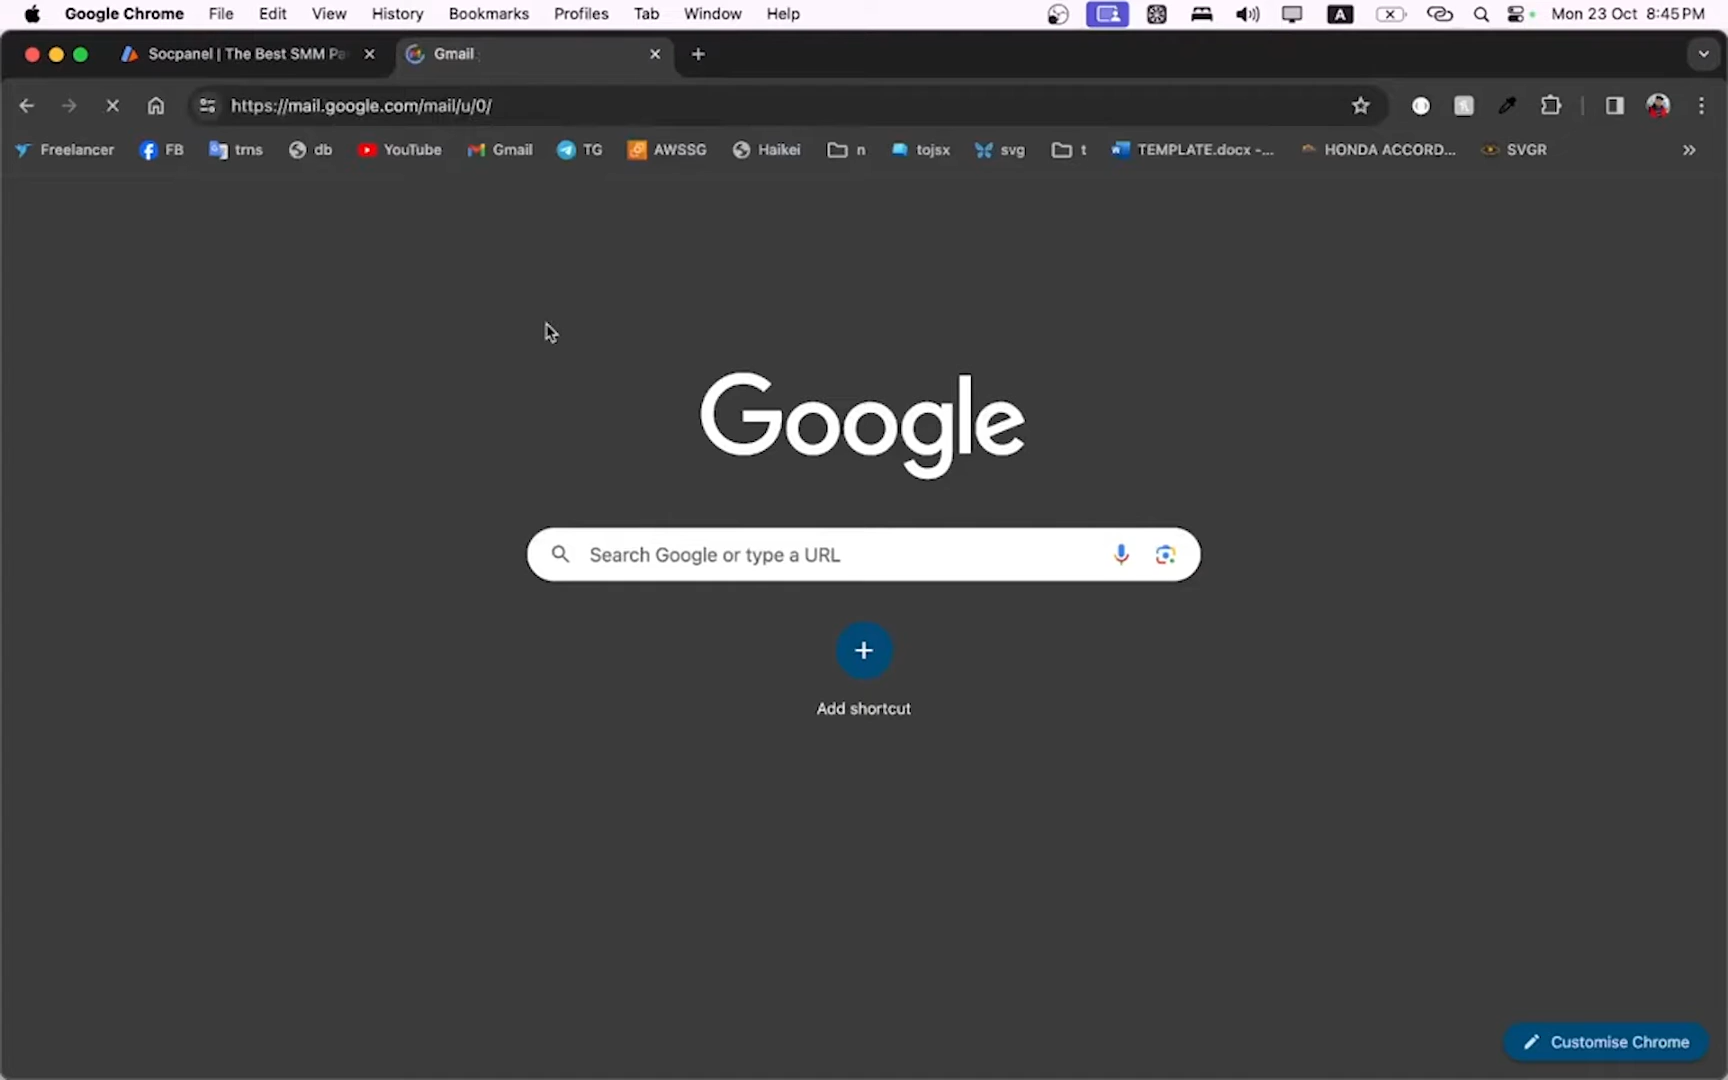 Google Chrome File Edit View History Bookmarks Profiles Tab Window Help A Mon 23 Oct 8:45 PM
Socpanel | The Best SMM Pa Gmail
https://mail.google.com/mail/u/0/
Freelancer FB trns db YouTube Gmail TG AWSSG Haikei n tojsx svg t TEMPLATE.docx -... HONDA ACCORD... SVGR
Google
Search Google or type a URL
Add shortcut
Customise Chrome